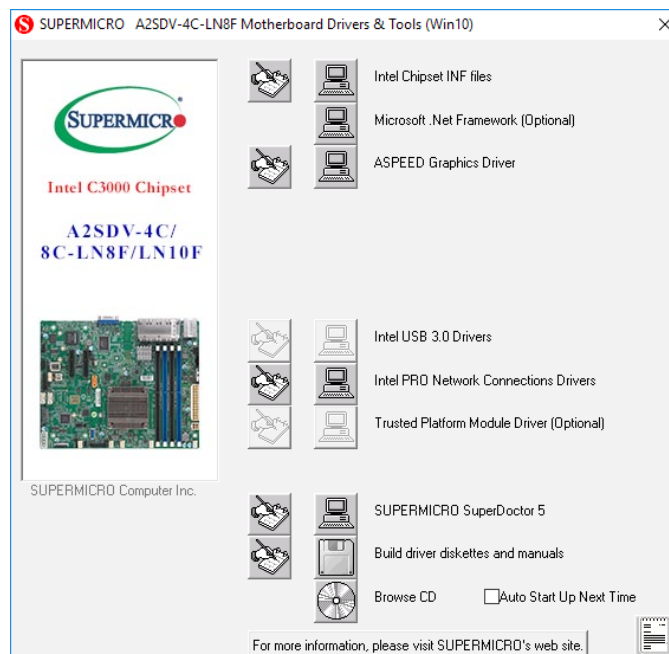 SUPERMICRO A2SDV-4C-LN8F Motherboard Drivers & Tools (Win10)
SUPERMICR
Intel C3000 Chipset
A2SDV-4C/
8C-LN8F/LN10F
SUPERMICRO Computer Inc.
Intel Chipset INF files
Microsoft .Net Framework (Optional)
ASPEED Graphics Driver
Intel USB 3.0 Drivers
Intel PRO Network Connections Drivers
Trusted Platform Module Driver (Optional)
SUPERMICRO SuperDoctor 5
Build driver diskettes and manuals
Browse CD
Auto Start Up Next Time
For more information, please visit SUPERMICRO's web site.